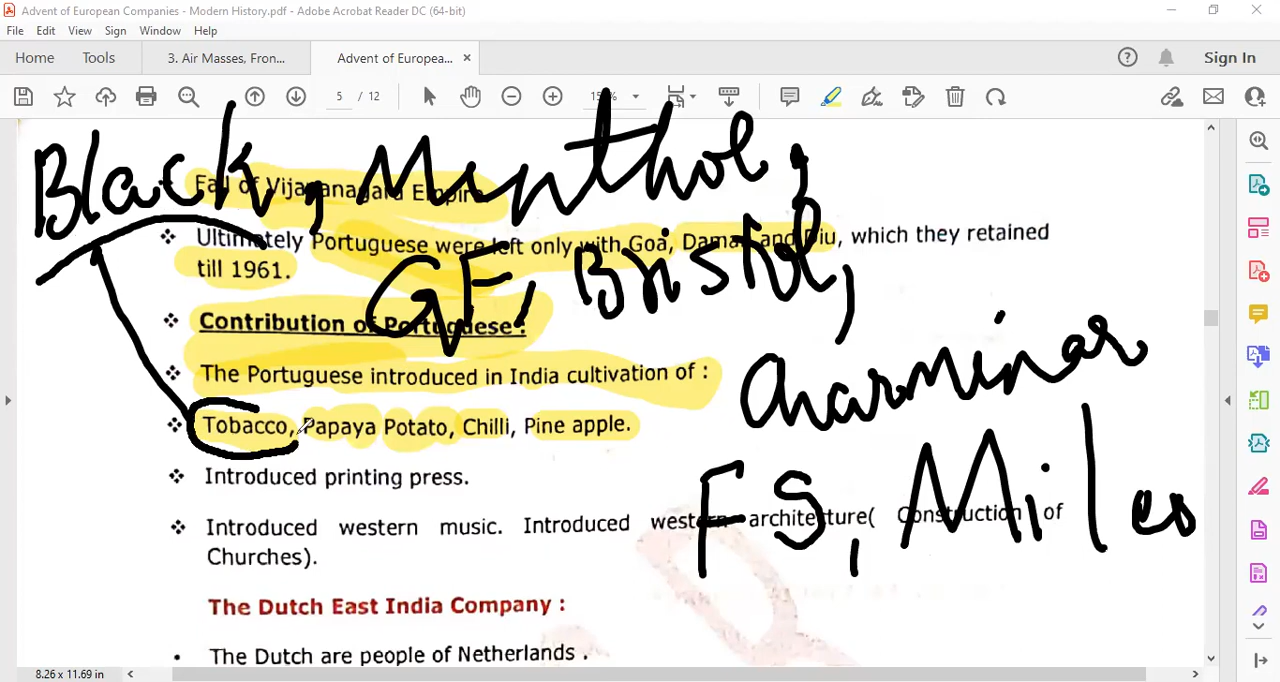 Advent of European Companies - Modern History.pdf - Adobe Acrobat Reader DC (64-bit)
File Edit View Sign Window Help
Home Tools 3. Air Masses, Fron... Advent of Europea... × Sign In
5 / 12
Black, Menthol,
Fall of Vijayanagara Empire.
❖ Ultimately Portuguese were left only with Goa, Daman and Diu, which they retained
till 1961.
GF, Bristol,
❖ Contribution of Portuguese :
Charminar
❖ The Portuguese introduced in India cultivation of :
❖ Tobacco, Papaya Potato, Chilli, Pine apple.
FS, Miles
❖ Introduced printing press.
❖ Introduced western music. Introduced western architecture( Construction of
Churches).
The Dutch East India Company :
• The Dutch are people of Netherlands .
8.26 x 11.69 in